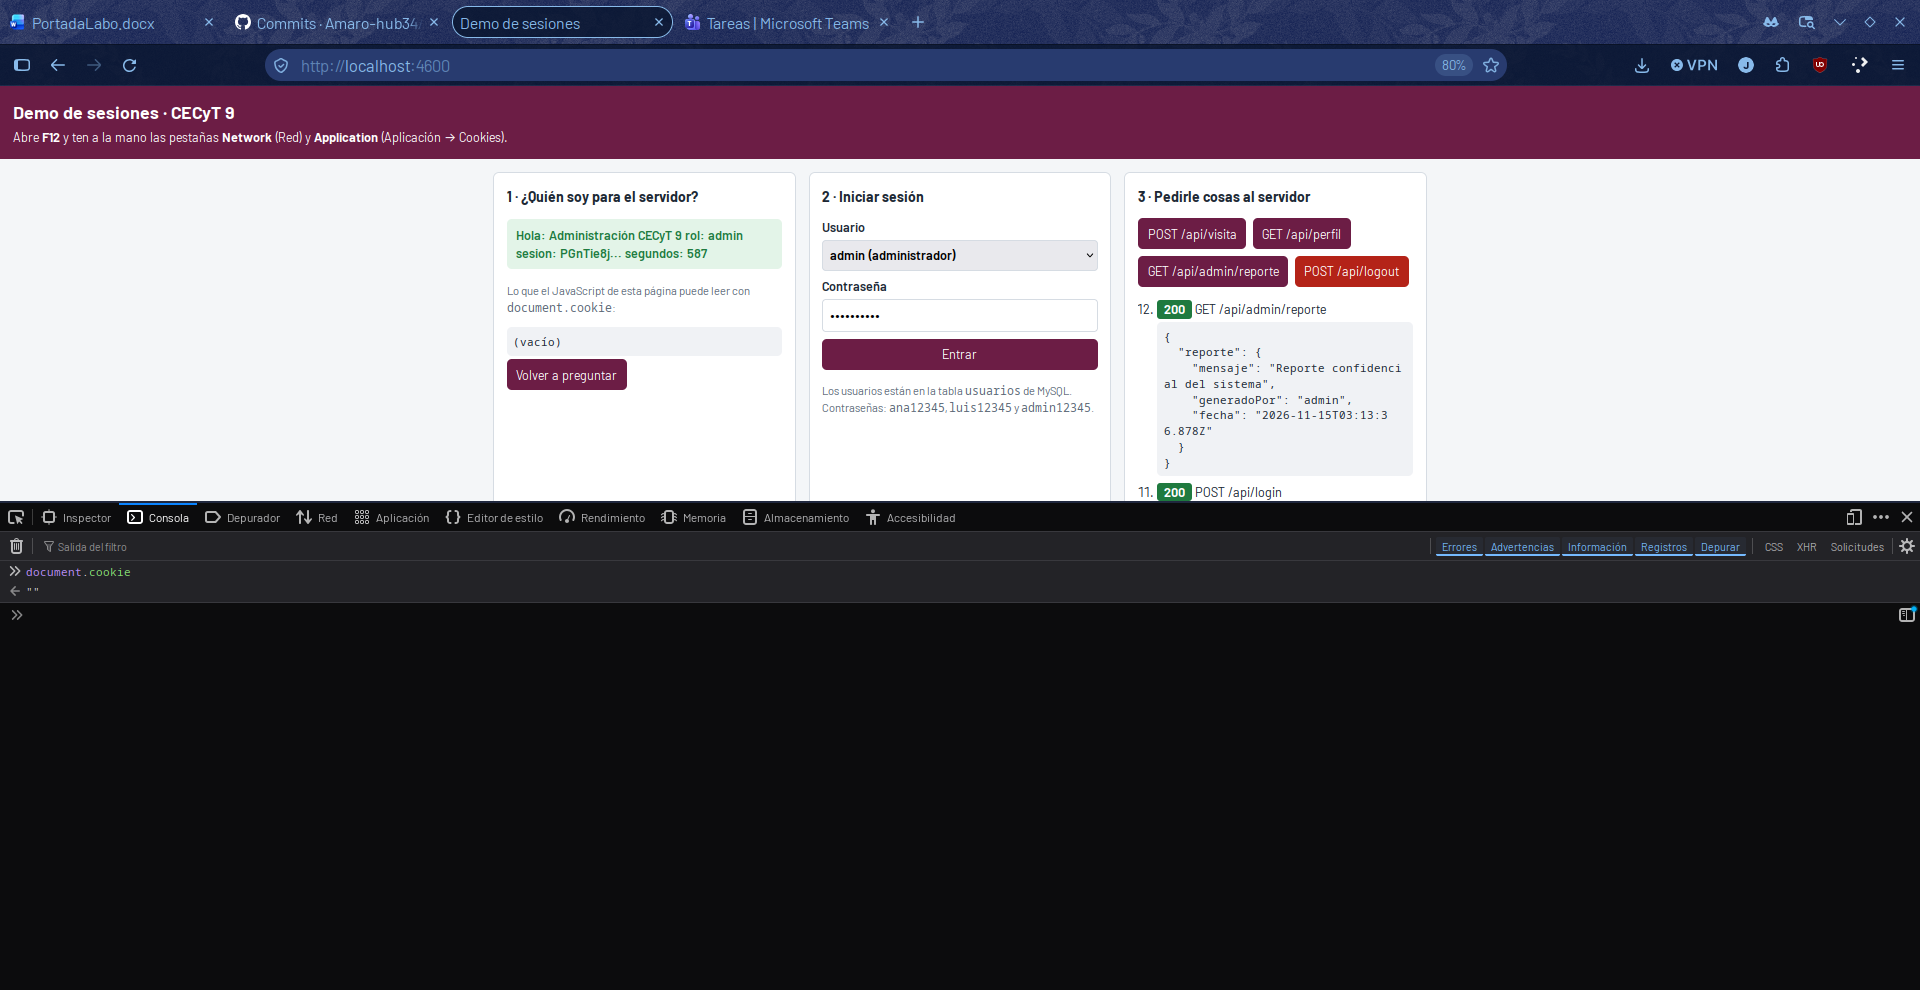 PortadaLabo.docx
Commits · Amaro-hub34
Demo de sesiones
Tareas | Microsoft Teams
http://localhost:4600
80%
VPN
J
Demo de sesiones · CECyT 9
Abre F12 y ten a la mano las pestañas Network (Red) y Application (Aplicación → Cookies).
1 · ¿Quién soy para el servidor?
Hola: Administración CECyT 9 rol: admin
sesion: PGnTie8j... segundos: 587
Lo que el JavaScript de esta página puede leer con
document.cookie:
(vacío)
Volver a preguntar
2 · Iniciar sesión
Usuario
admin (administrador)
Contraseña
••••••••••
Entrar
Los usuarios están en la tabla usuarios de MySQL.
Contraseñas: ana12345, luis12345 y admin12345.
3 · Pedirle cosas al servidor
POST /api/visita
GET /api/perfil
GET /api/admin/reporte
POST /api/logout
12. 200 GET /api/admin/reporte
{
"reporte": {
"mensaje": "Reporte confidenci
al del sistema",
"generadoPor": "admin",
"fecha": "2026-11-15T03:13:3
6.878Z"
}
}
11. 200 POST /api/login
Inspector
Consola
Depurador
Red
Aplicación
Editor de estilo
Rendimiento
Memoria
Almacenamiento
Accesibilidad
Salida del filtro
Errores
Advertencias
Información
Registros
Depurar
CSS
XHR
Solicitudes
document.cookie
""